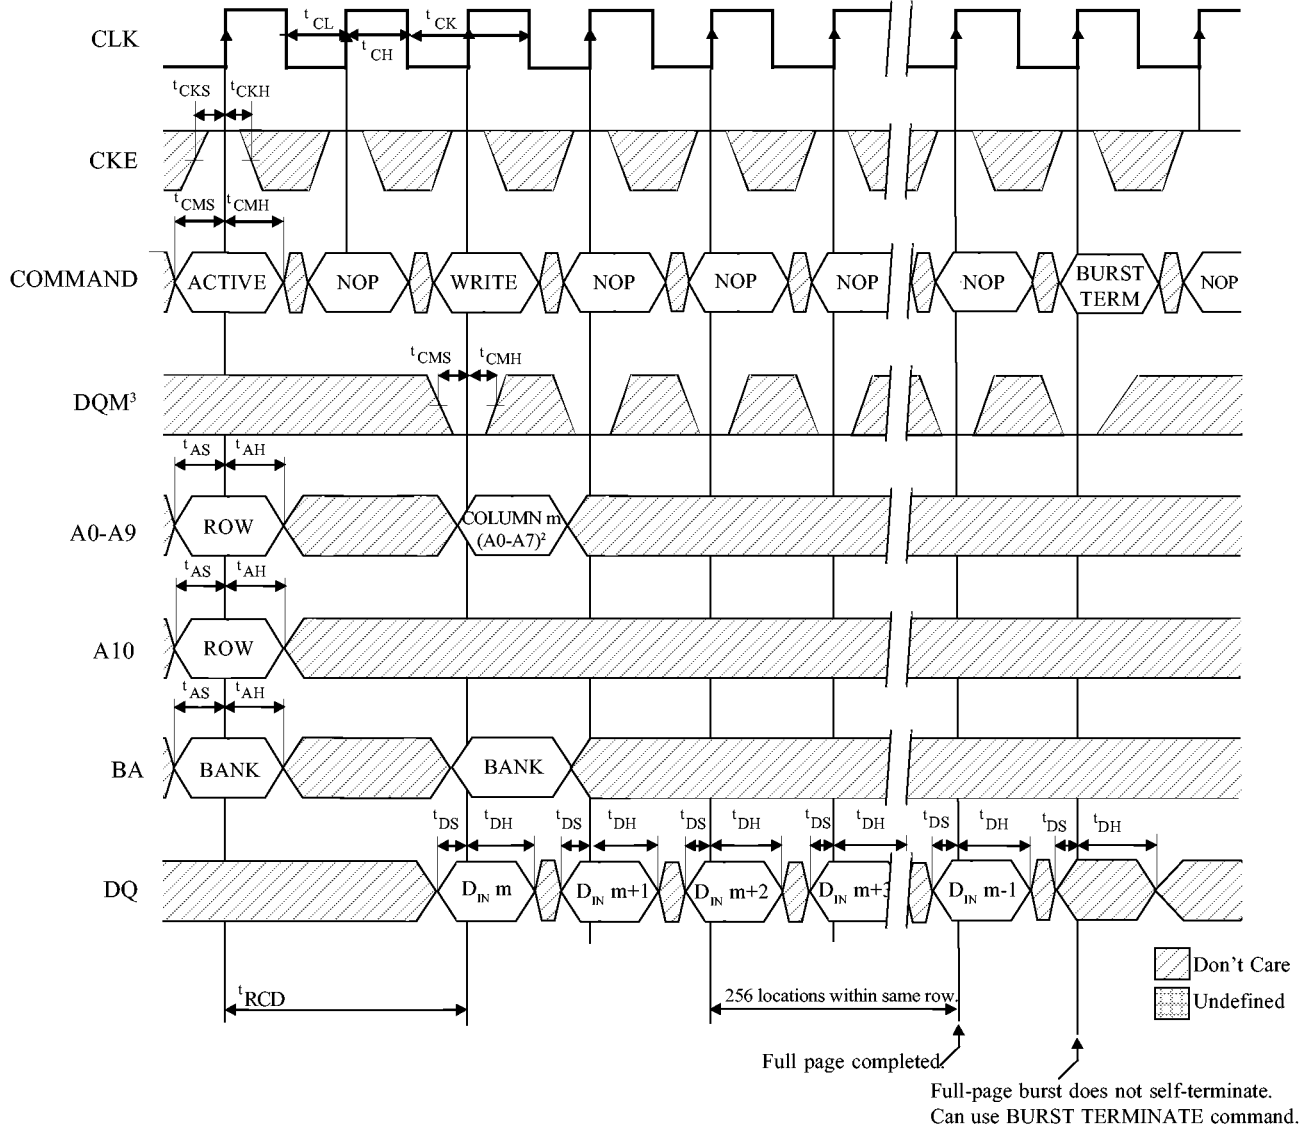 CLK
tCL
tCK
tCH
tCKS tCKH
CKE
tCMS tCMH
COMMAND ACTIVE NOP WRITE NOP NOP NOP NOP BURST TERM NOP
tCMS tCMH
DQM³
tAS tAH
A0-A9 ROW COLUMN m (A0-A7)²
tAS tAH
A10 ROW
tAS tAH
BA BANK BANK
tDS tDH tDS tDH tDS tDH tDS tDH tDS tDH tDS tDH
DQ DIN m DIN m+1 DIN m+2 DIN m+3 DIN m-1
Don't Care
Undefined
tRCD
256 locations within same row.
Full page completed.
Full-page burst does not self-terminate.
Can use BURST TERMINATE command.